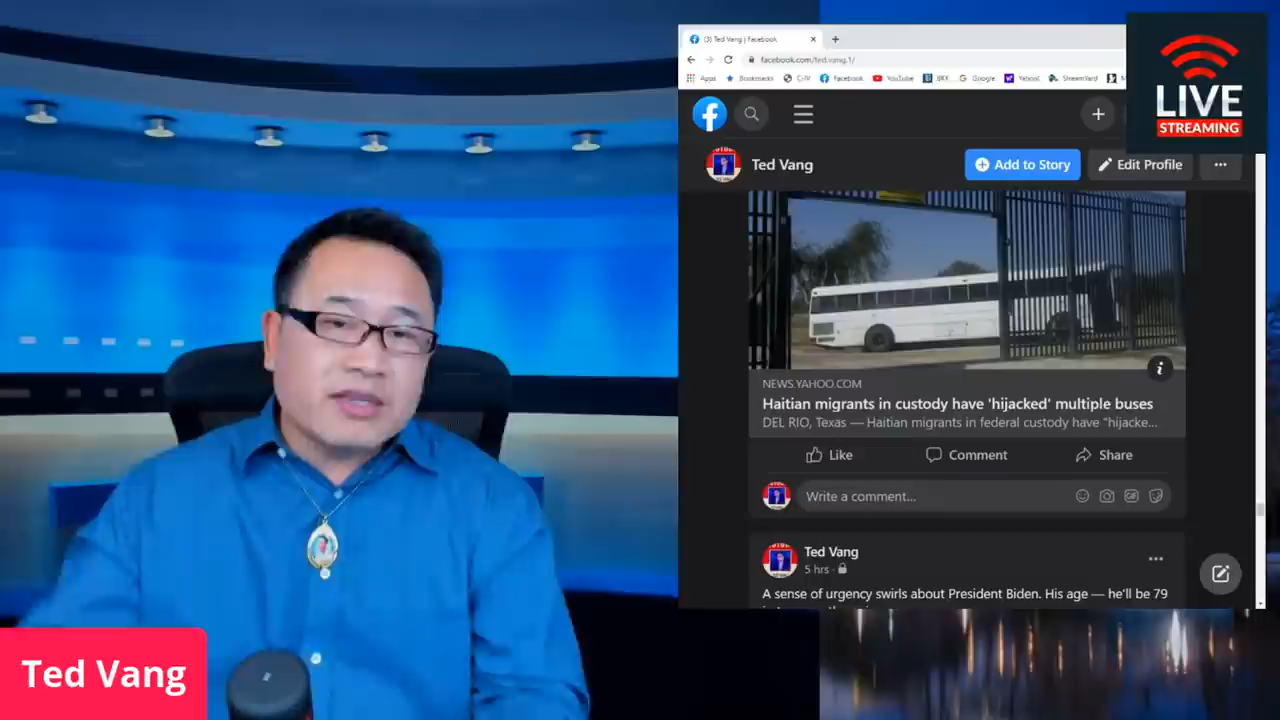 (3) Ted Vang | Facebook
facebook.com/ted.vang.1/
Apps Bookmarks Facebook YouTube Google Yahoo! StreamYard
LIVE
STREAMING
Ted Vang
Add to Story
Edit Profile
NEWS.YAHOO.COM
Haitian migrants in custody have 'hijacked' multiple buses
DEL RIO, Texas — Haitian migrants in federal custody have "hijacke...
Like
Comment
Share
Write a comment...
GIF
Ted Vang
5 hrs
A sense of urgency swirls about President Biden. His age — he'll be 79
Ted Vang